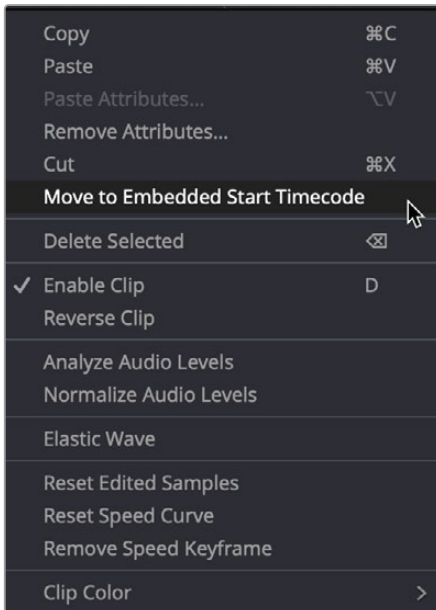 Copy ⌘C
Paste ⌘V
Paste Attributes... ⌥V
Remove Attributes...
Cut ⌘X
Move to Embedded Start Timecode
Delete Selected ⌫
Enable Clip D
Reverse Clip
Analyze Audio Levels
Normalize Audio Levels
Elastic Wave
Reset Edited Samples
Reset Speed Curve
Remove Speed Keyframe
Clip Color >